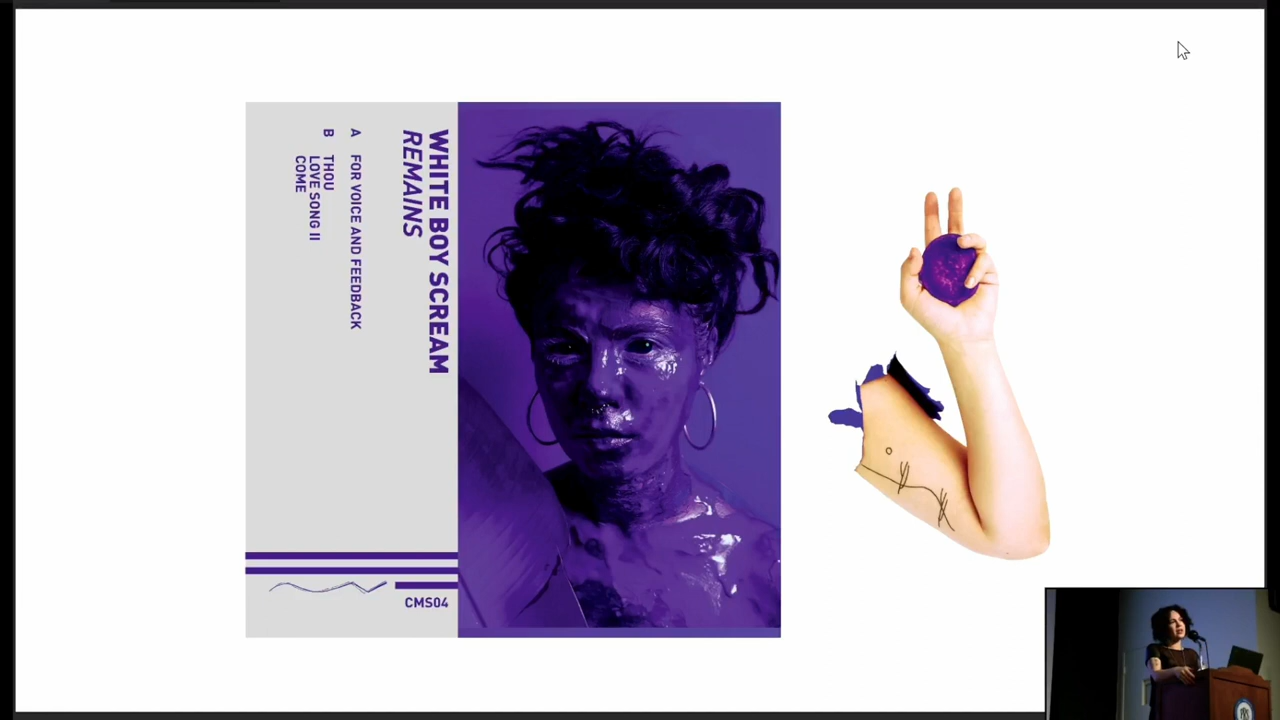 WHITE BOY SCREAM
REMAINS
A FOR VOICE AND FEEDBACK
B THOU
LOVE SONG II
COME
CMS04